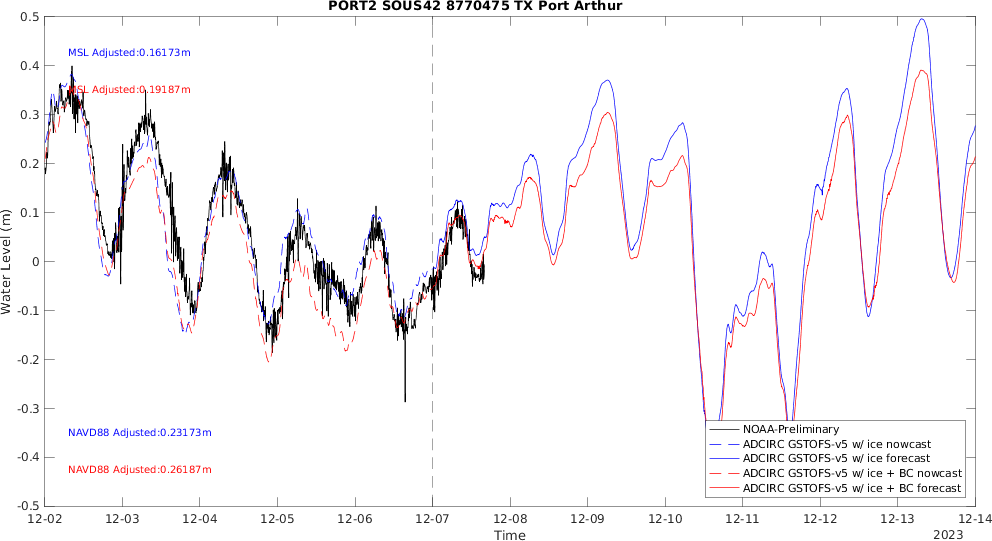 PORT2 SOUS42 8770475 TX Port Arthur
0.5
0.4
0.3
0.2
0.1
0
-0.1
-0.2
-0.3
-0.4
-0.5
Water Level (m)
MSL Adjusted:0.16173m
MSL Adjusted:0.19187m
NAVD88 Adjusted:0.23173m
NAVD88 Adjusted:0.26187m
NOAA-Preliminary
ADCIRC GSTOFS-v5 w/ ice nowcast
ADCIRC GSTOFS-v5 w/ ice forecast
ADCIRC GSTOFS-v5 w/ ice + BC nowcast
ADCIRC GSTOFS-v5 w/ ice + BC forecast
12-02 12-03 12-04 12-05 12-06 12-07 12-08 12-09 12-10 12-11 12-12 12-13 12-14
Time
2023